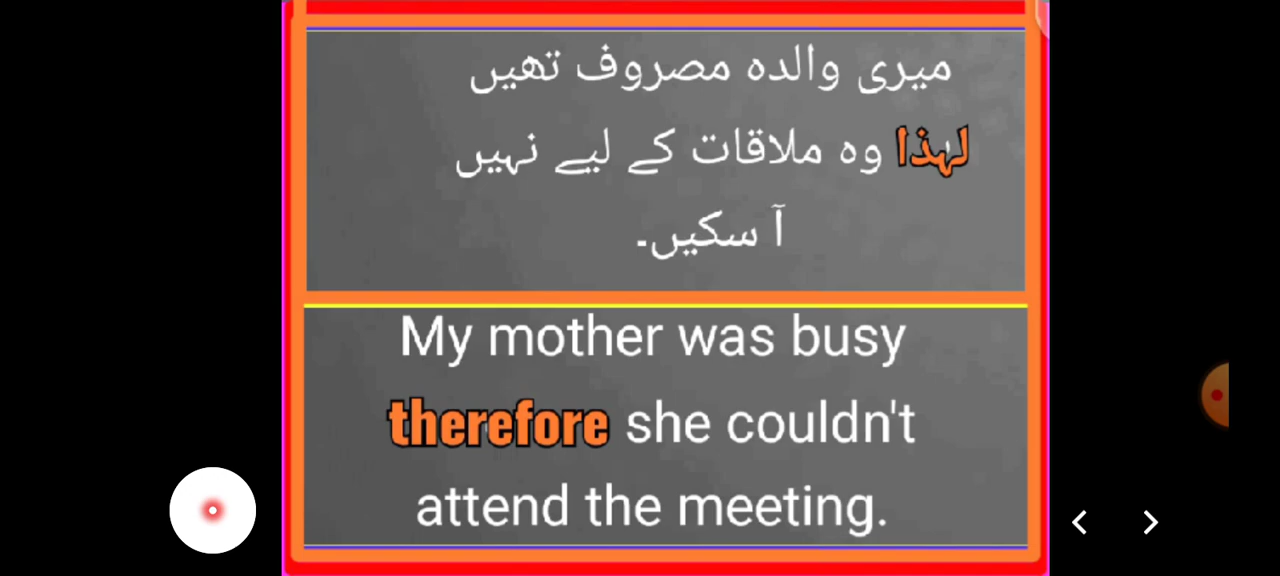 میری والدہ مصروف تھیں
لہذا وہ ملاقات کے لیے نہیں
آ سکیں۔
My mother was busy
therefore she couldn't
attend the meeting.